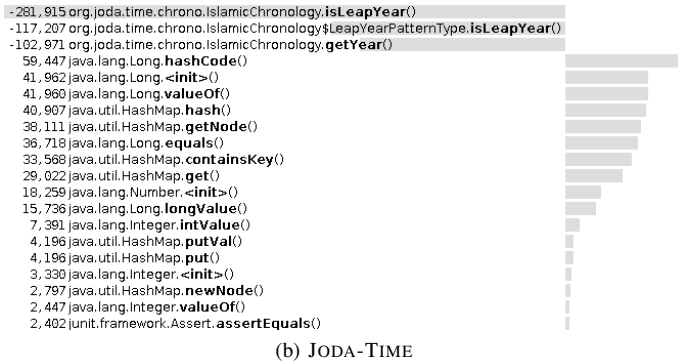 -281,915 org.joda.time.chrono.IslamicChronology.isLeapYear()
-117,207 org.joda.time.chrono.IslamicChronology$LeapYearPatternType.isLeapYear()
-102,971 org.joda.time.chrono.IslamicChronology.getYear()
59,447 java.lang.Long.hashCode()
41,962 java.lang.Long.<init>()
41,960 java.lang.Long.valueOf()
40,907 java.util.HashMap.hash()
38,111 java.util.HashMap.getNode()
36,718 java.lang.Long.equals()
33,568 java.util.HashMap.containsKey()
29,022 java.util.HashMap.get()
18,259 java.lang.Number.<init>()
15,736 java.lang.Long.longValue()
7,391 java.lang.Integer.intValue()
4,196 java.util.HashMap.putVal()
4,196 java.util.HashMap.put()
3,330 java.lang.Integer.<init>()
2,797 java.util.HashMap.newNode()
2,447 java.lang.Integer.valueOf()
2,402 junit.framework.Assert.assertEquals()
(b) JODA-TIME